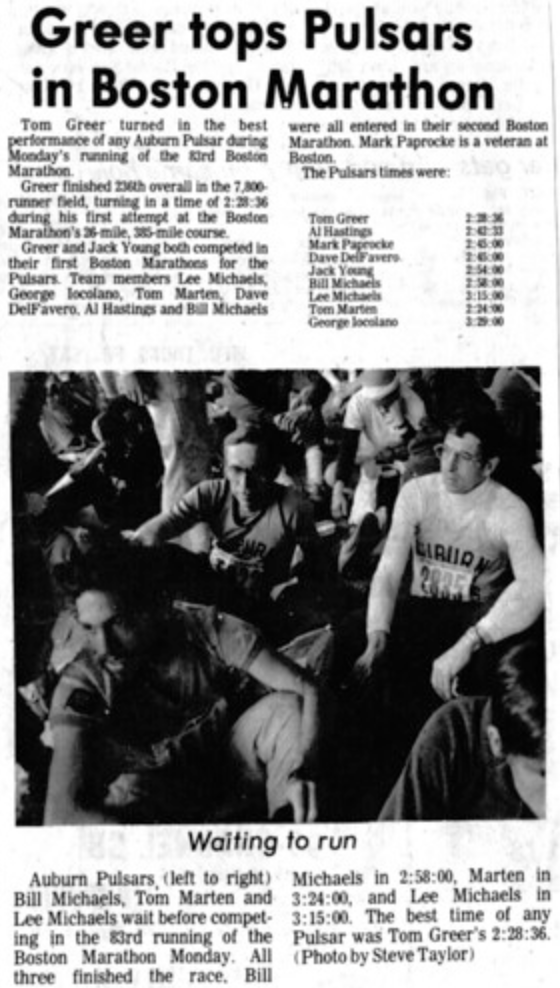 Greer tops Pulsars
in Boston Marathon
Tom Greer turned in the best
performance of any Auburn Pulsar during
Monday's running of the 83rd Boston
Marathon.
Greer finished 236th overall in the 7,800-
runner field, turning in a time of 2:28:36
during his first attempt at the Boston
Marathon's 26-mile, 385-mile course.
Greer and Jack Young both competed in
their first Boston Marathons for the
Pulsars. Team members Lee Michaels,
George Iocolano, Tom Marten, Dave
DelFavero, Al Hastings and Bill Michaels
were all entered in their second Boston
Marathon. Mark Paprocke is a veteran at
Boston.
The Pulsars times were:
Tom Greer 2:28:36
Al Hastings 2:42:33
Mark Paprocke 2:45:00
Dave DelFavero. 2:45:00
Jack Young 2:54:00
Bill Michaels 2:58:00
Lee Michaels 3:15:00
Tom Marten 2:24:00
George Iocolano 3:29:00
AUBURN
2035
Waiting to run
Auburn Pulsars, (left to right)
Bill Michaels, Tom Marten and
Lee Michaels wait before compet-
ing in the 83rd running of the
Boston Marathon Monday. All
three finished the race, Bill
Michaels in 2:58:00, Marten in
3:24:00, and Lee Michaels in
3:15:00. The best time of any
Pulsar was Tom Greer's 2:28:36.
(Photo by Steve Taylor)